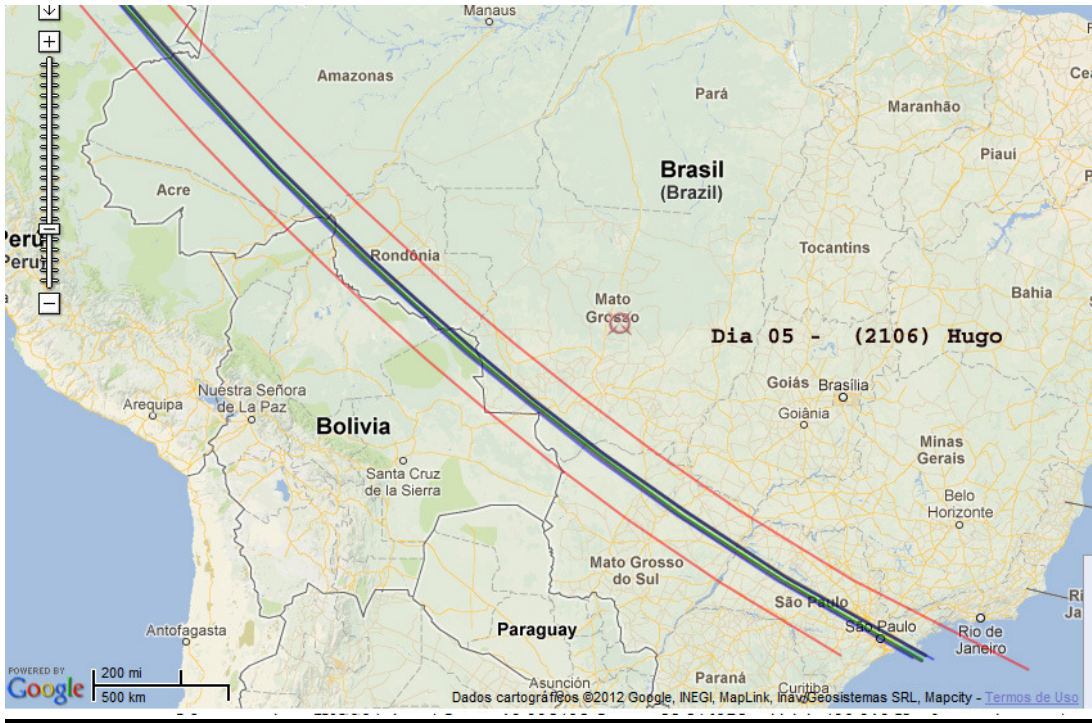 Manaus
Amazonas
Pará
Maranhão
Piauí
Brasil
(Brazil)
Acre
Peru
Peru
Rondônia
Tocantins
Bahia
Mato
Grosso
Dia 05 - (2106) Hugo
Goiás
Brasília
Goiânia
Nuestra Señora
de La Paz
Arequipa
Bolivia
Minas
Gerais
Santa Cruz
de la Sierra
Belo
Horizonte
Mato Grosso
do Sul
São Paulo
São Paulo
Rio de
Janeiro
Antofagasta
Paraguay
Paraná
Asunción
Curitiba
POWERED BY
Google
200 mi
500 km
Dados cartográficos ©2012 Google, INEGI, MapLink, Inav/Geosistemas SRL, Mapcity - Termos de Uso